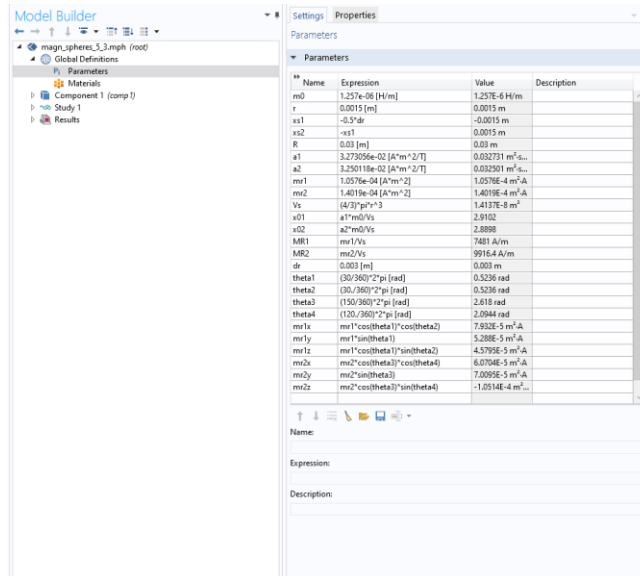 Model Builder
magn_spheres_5_3.mph (root)
Global Definitions
Pi Parameters
Materials
Component 1 (comp1)
Study 1
Results
Settings Properties
Parameters
Parameters
Name Expression Value Description
m0 1.257e-06 [H/m] 1.257E-6 H/m
r 0.0015 [m] 0.0015 m
xs1 -0.5*dr -0.0015 m
xs2 -xs1 0.0015 m
R 0.03 [m] 0.03 m
a1 3.273056e-02 [A*m^2/T] 0.032731 m²·s...
a2 3.250118e-02 [A*m^2/T] 0.032501 m²·s...
mr1 1.0576e-04 [A*m^2] 1.0576E-4 m²·A
mr2 1.4019e-04 [A*m^2] 1.4019E-4 m²·A
Vs (4/3)*pi*r^3 1.4137E-8 m³
x01 a1*m0/Vs 2.9102
x02 a2*m0/Vs 2.8898
MR1 mr1/Vs 7481 A/m
MR2 mr2/Vs 9916.4 A/m
dr 0.003 [m] 0.003 m
theta1 (30/360)*2*pi [rad] 0.5236 rad
theta2 (30./360)*2*pi [rad] 0.5236 rad
theta3 (150/360)*2*pi [rad] 2.618 rad
theta4 (120./360)*2*pi [rad] 2.0944 rad
mr1x mr1*cos(theta1)*cos(theta2) 7.932E-5 m²·A
mr1y mr1*sin(theta1) 5.288E-5 m²·A
mr1z mr1*cos(theta1)*sin(theta2) 4.5795E-5 m²·A
mr2x mr2*cos(theta3)*cos(theta4) 6.0704E-5 m²·A
mr2y mr2*sin(theta3) 7.0095E-5 m²·A
mr2z mr2*cos(theta3)*sin(theta4) -1.0514E-4 m²...
Name:
Expression:
Description: